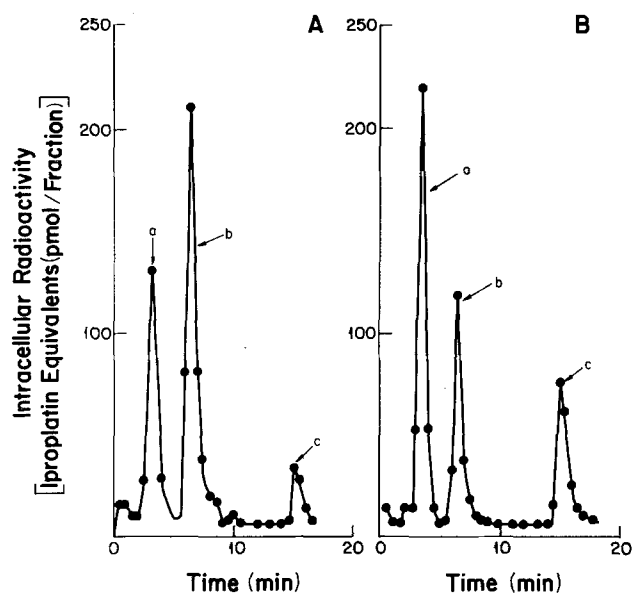 A
B
250
200
100
0
10
20
Time (min)
a
b
c
Intracellular Radioactivity
[Iproplatin Equivalents(pmol/Fraction)]
250
200
100
0
10
20
Time (min)
a
b
c